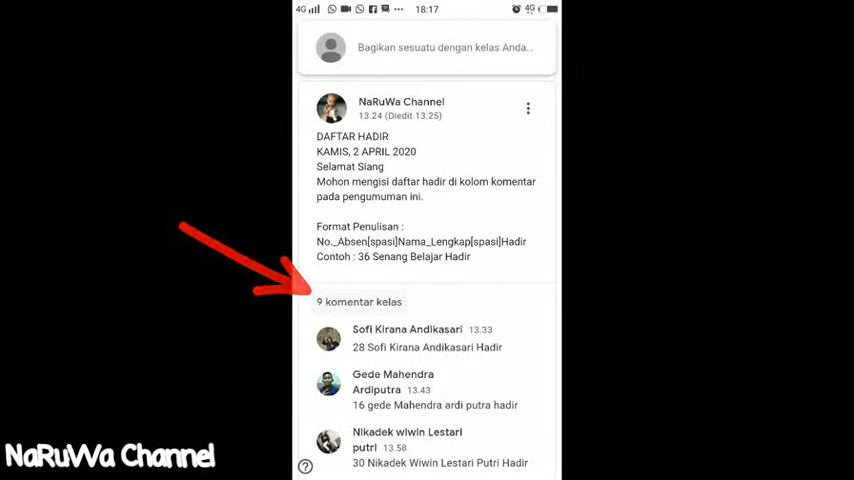 4G 18:17 4G
Bagikan sesuatu dengan kelas Anda...
NaRuWa Channel
13.24 (Diedit 13.25)
DAFTAR HADIR
KAMIS, 2 APRIL 2020
Selamat Siang
Mohon mengisi daftar hadir di kolom komentar
pada pengumuman ini.
Format Penulisan :
No._Absen[spasi]Nama_Lengkap[spasi]Hadir
Contoh : 36 Senang Belajar Hadir
9 komentar kelas
Sofi Kirana Andikasari 13.33
28 Sofi Kirana Andikasari Hadir
Gede Mahendra
Ardiputra 13.43
16 gede Mahendra ardi putra hadir
Nikadek wiwin Lestari
putri 13.58
30 Nikadek Wiwin Lestari Putri Hadir
NaRuWa Channel